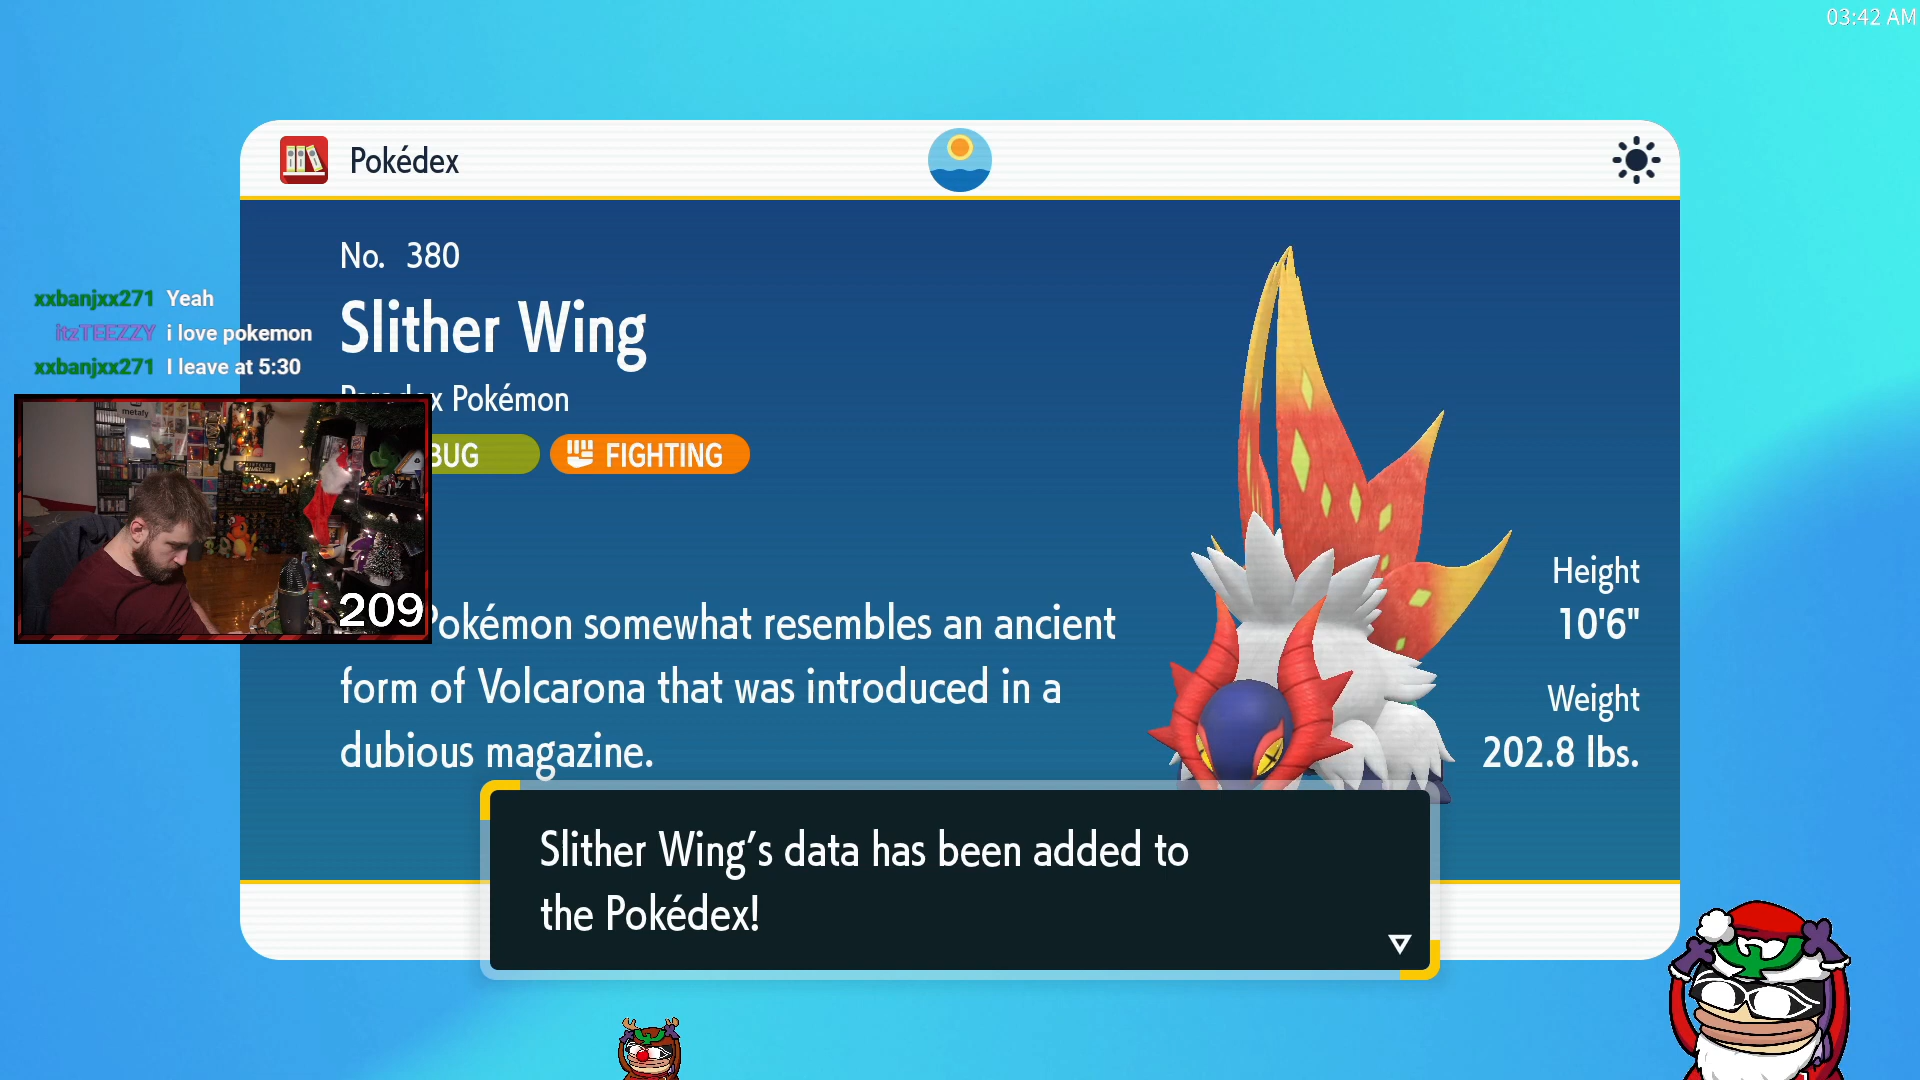 03:42 AM
Pokédex
No. 380
Slither Wing
Pokémon
BUG
FIGHTING
xxbanjxx271 Yeah
itzTEEZZY i love pokemon
xxbanjxx271 I leave at 5:30
metafy
209
Pokémon somewhat resembles an ancient
form of Volcarona that was introduced in a
dubious magazine.
Height
10'6"
Weight
202.8 lbs.
Slither Wing's data has been added to
the Pokédex!